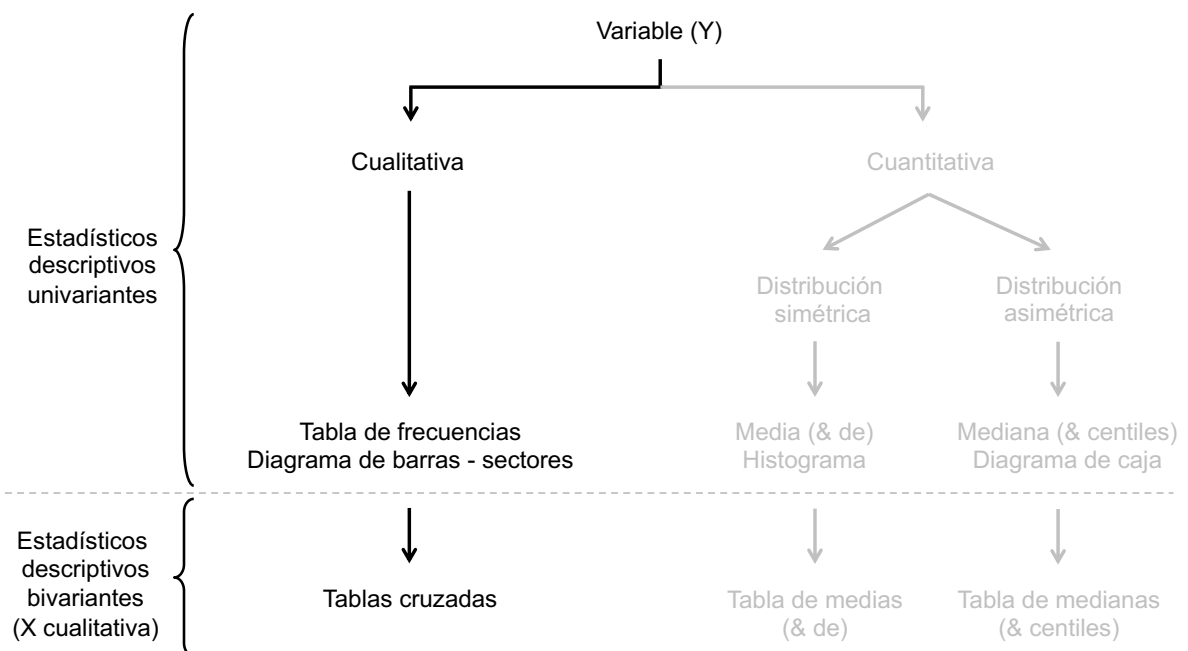 Variable (Y)
Cualitativa
Cuantitativa
Estadísticos
descriptivos
univariantes
Distribución
simétrica
Distribución
asimétrica
Tabla de frecuencias
Diagrama de barras - sectores
Media (& de)
Histograma
Mediana (& centiles)
Diagrama de caja
Estadísticos
descriptivos
bivariantes
(X cualitativa)
Tablas cruzadas
Tabla de medias
(& de)
Tabla de medianas
(& centiles)